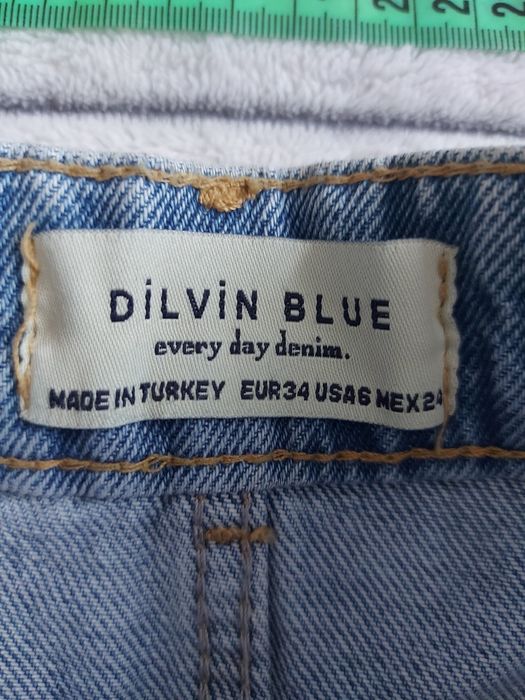 DİLVİN BLUE
every day denim.
MADE IN TURKEY EUR34 USA6 MEX24